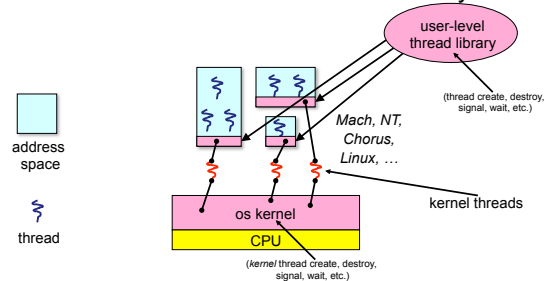 user-level
thread library
(thread create, destroy,
signal, wait, etc.)
Mach, NT,
Chorus,
Linux, …
address
space
thread
os kernel
kernel threads
CPU
(kernel thread create, destroy,
signal, wait, etc.)